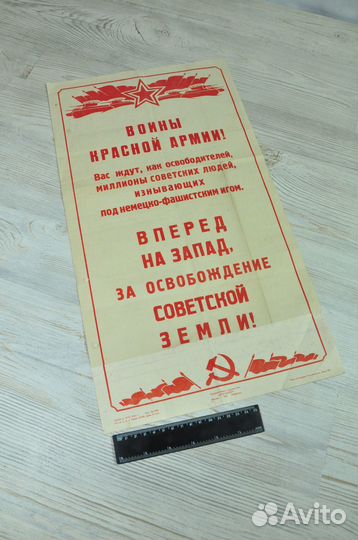 ВОИНЫ
КРАСНОЙ АРМИИ!
Вас ждут, как освободителей,
миллионы советских людей,
изнывающих
под немецко-фашистским игом.
ВПЕРЕД
НА ЗАПАД,
ЗА ОСВОБОЖДЕНИЕ
СОВЕТСКОЙ
ЗЕМЛИ!
Avito